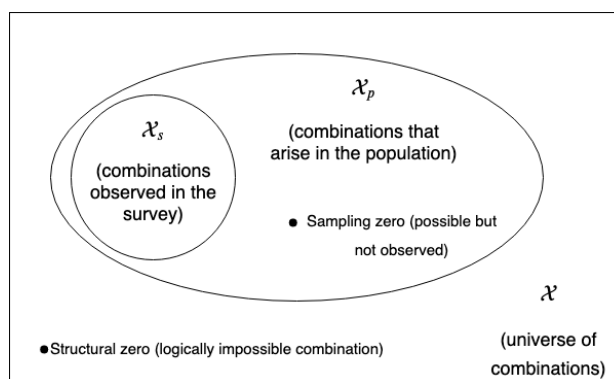 𝒳ₚ
(combinations that
arise in the population)
𝒳ₛ
(combinations
observed in the
survey)
● Sampling zero (possible but
not observed)
𝒳
(universe of
combinations)
●Structural zero (logically impossible combination)